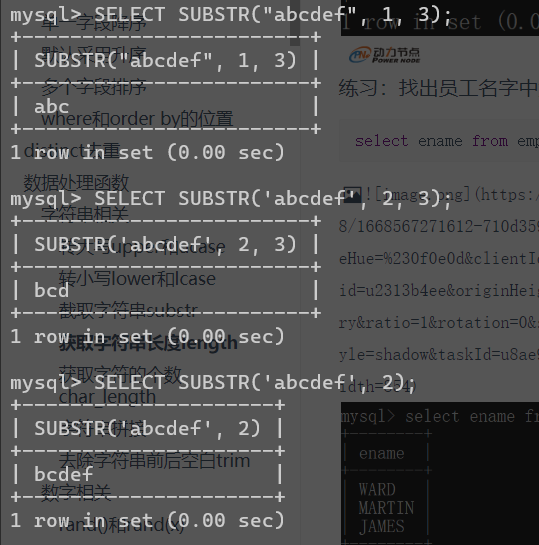 mysql> SELECT SUBSTR("abcdef", 1, 3);
+------------------------+
| SUBSTR("abcdef", 1, 3) |
+------------------------+
| abc                    |
+------------------------+
1 row in set (0.00 sec)
mysql> SELECT SUBSTR('abcdef', 2, 3);
+------------------------+
| SUBSTR('abcdef', 2, 3) |
+------------------------+
| bcd                    |
+------------------------+
1 row in set (0.00 sec)
mysql> SELECT SUBSTR('abcdef', 2);
+---------------------+
| SUBSTR('abcdef', 2) |
+---------------------+
| bcdef               |
+---------------------+
1 row in set (0.00 sec)
单一字段降序
默认采用升序
多个字段排序
where和order by的位置
distinct去重
数据处理函数
字符串相关
转大写upper和ucase
转小写lower和lcase
截取字符串substr
获取字符串长度length
获取字符的个数
char_length
去除字符串前后空白trim
数字相关
rand()和rand(x)
1 row in set (0.0
动力节点
POWER NODE
练习：找出员工名字中
select ename from emp
![image.png](https:/
8/1668567271612-710d359
eHue=%230f0e0d&clientId
id=u2313b4ee&originHeig
ry&ratio=1&rotation=0&s
yle=shadow&taskId=u8ae9
idth=554)
mysql> select ename fr
+--------+
| ename  |
+--------+
| WARD   |
| MARTIN |
| JAMES  |
+--------+